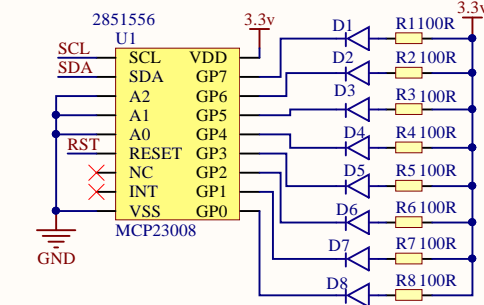 2851556
U1
3.3v
3.3v
SCL
SDA
RST
SCL
SDA
A2
A1
A0
RESET
NC
INT
VSS
VDD
GP7
GP6
GP5
GP4
GP3
GP2
GP1
GP0
MCP23008
GND
D1 R1 100R
D2 R2 100R
D3 R3 100R
D4 R4 100R
D5 R5 100R
D6 R6 100R
D7 R7 100R
D8 R8 100R